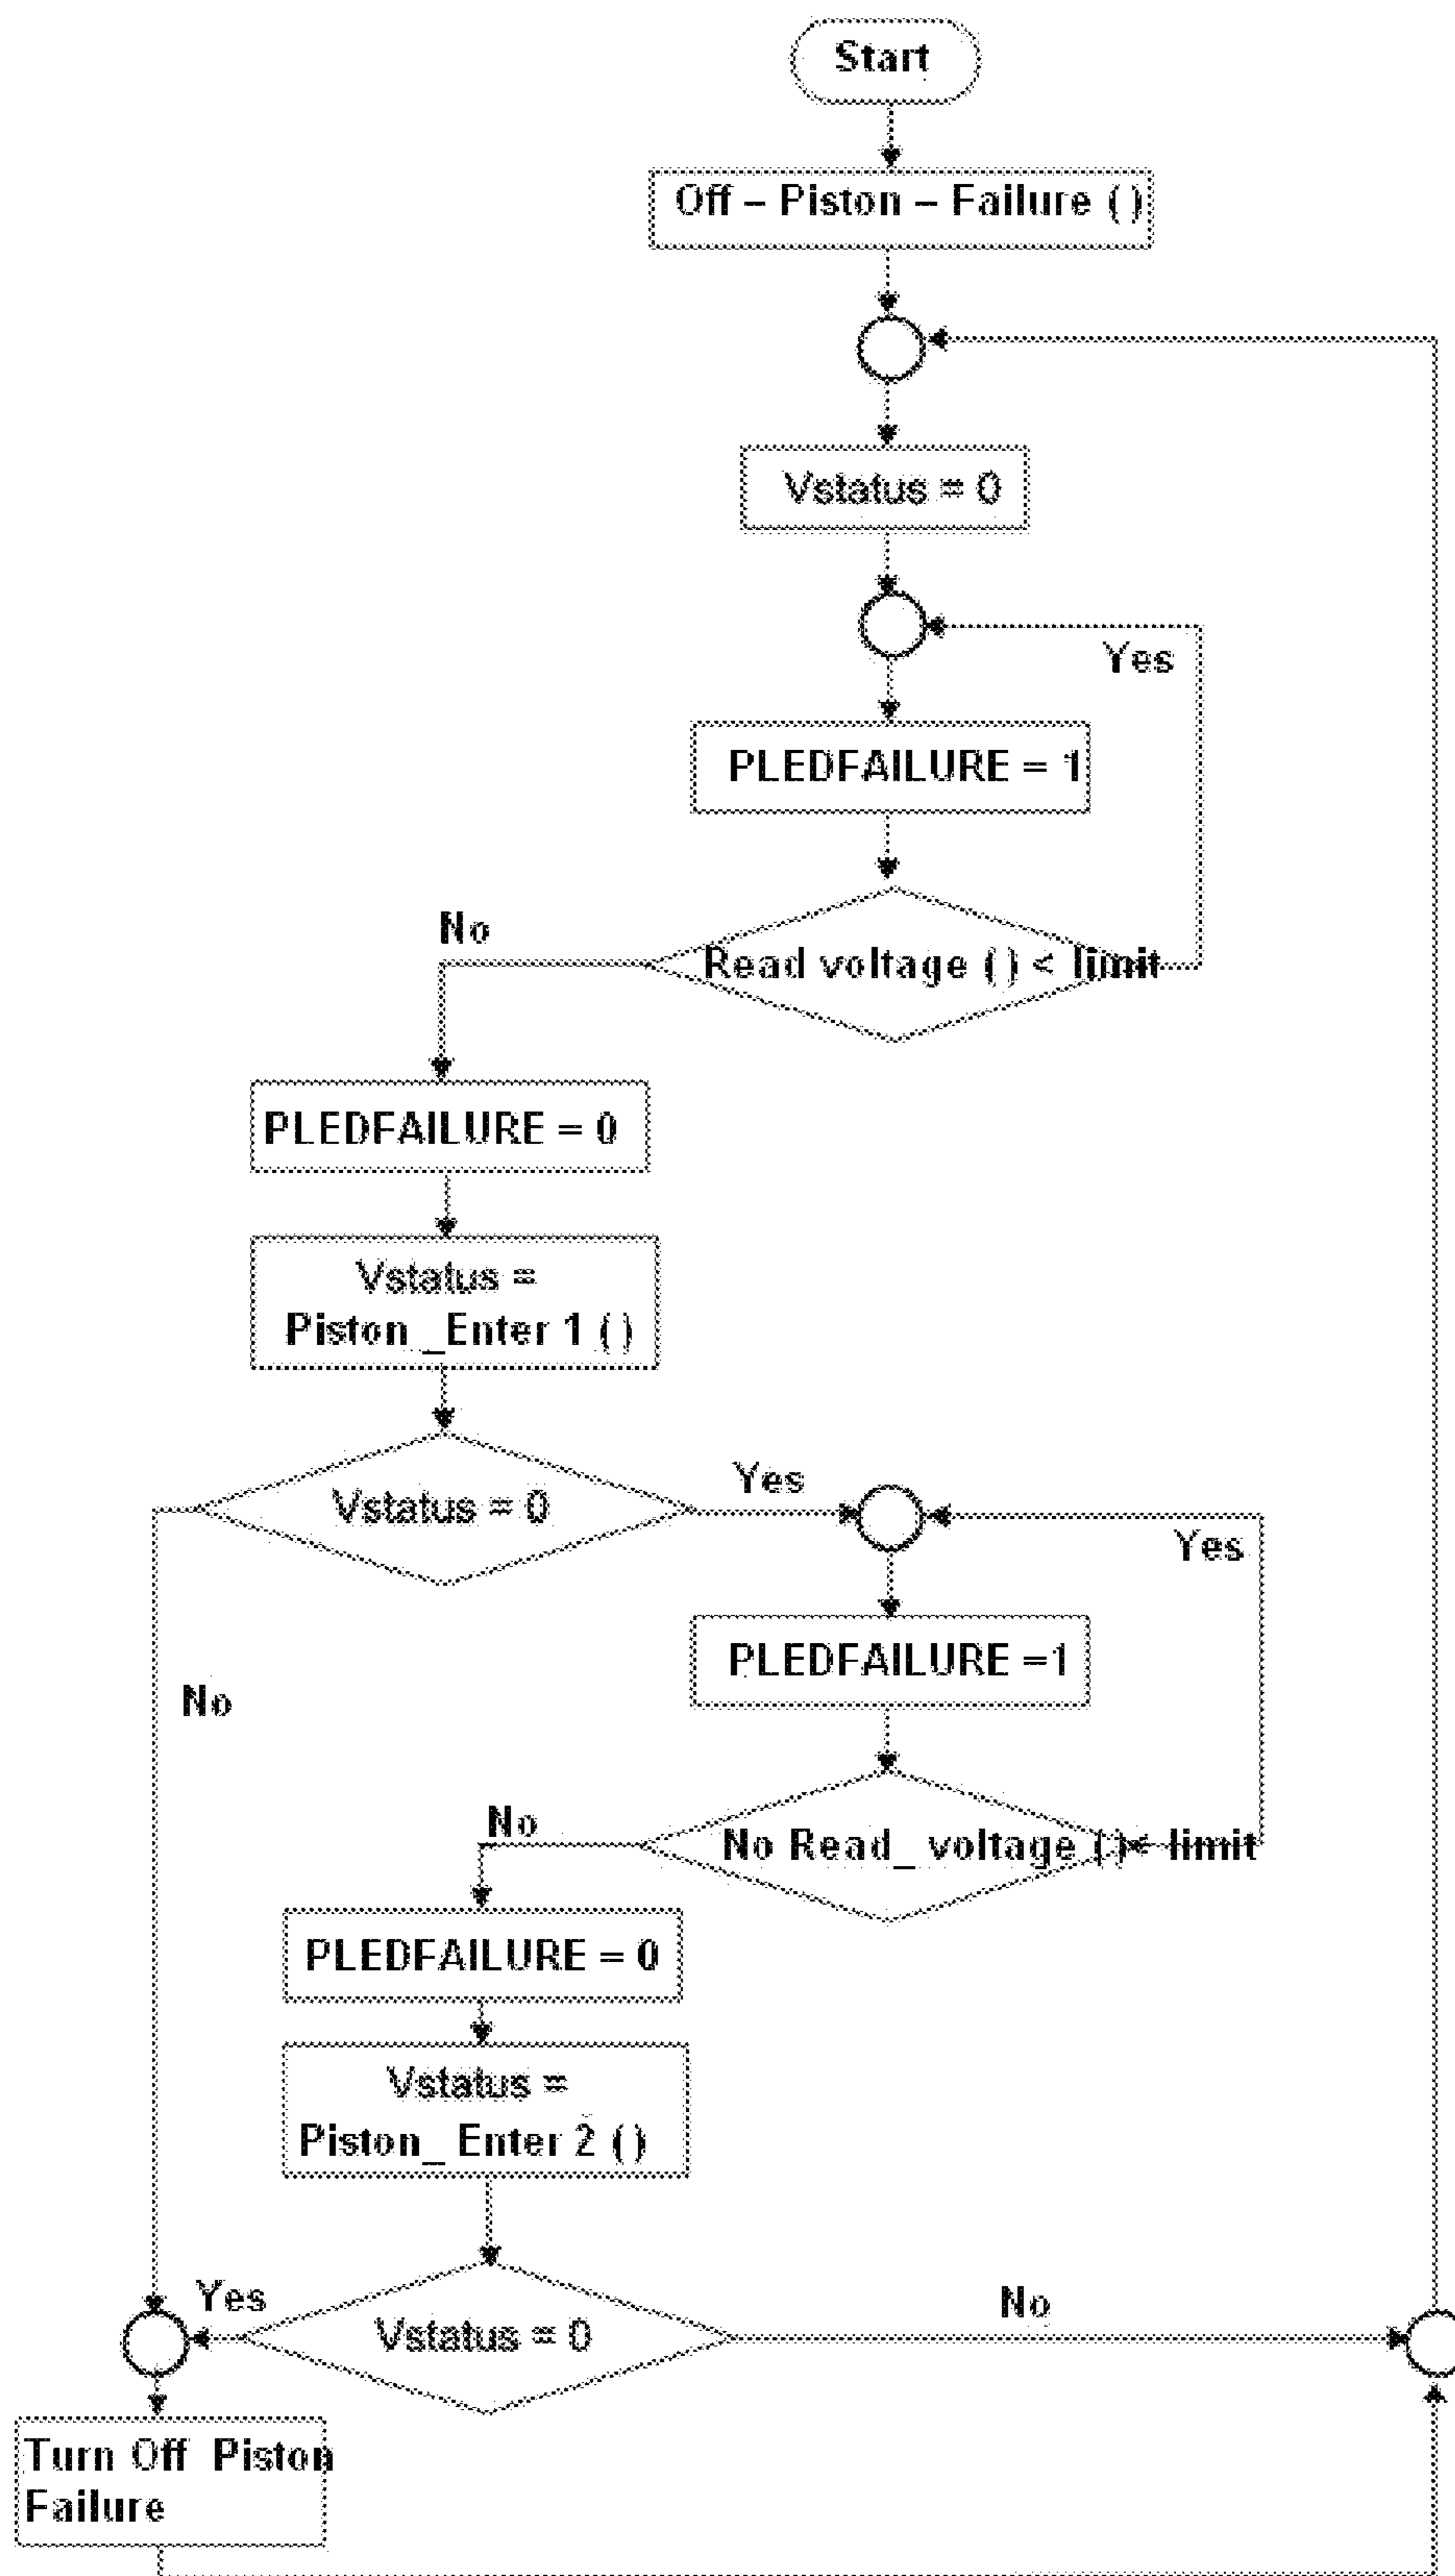 Start
Off – Piston – Failure ( )
Vstatus = 0
Yes
PLEDFAILURE = 1
No
Read voltage ( ) < limit
PLEDFAILURE = 0
Vstatus =
Piston _Enter 1 ( )
Vstatus = 0
Yes
Yes
PLEDFAILURE =1
No
No
No Read_ voltage ( )< limit
PLEDFAILURE = 0
Vstatus =
Piston_ Enter 2 ( )
Yes
Vstatus = 0
No
Turn Off Piston
Failure